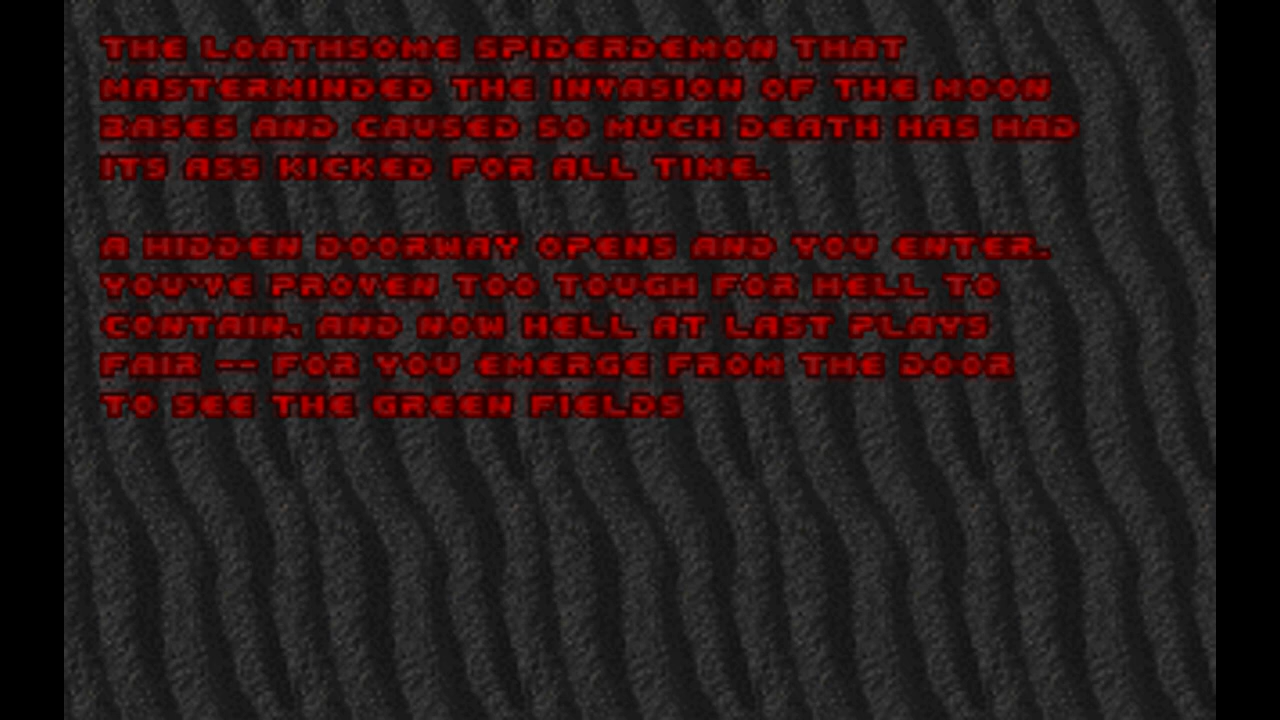 THE LOATHSOME SPIDERDEMON THAT
MASTERMINDED THE INVASION OF THE MOON
BASES AND CAUSED SO MUCH DEATH HAS HAD
ITS ASS KICKED FOR ALL TIME.
A HIDDEN DOORWAY OPENS AND YOU ENTER.
YOU'VE PROVEN TOO TOUGH FOR HELL TO
CONTAIN, AND NOW HELL AT LAST PLAYS
FAIR -- FOR YOU EMERGE FROM THE DOOR
TO SEE THE GREEN FIELDS